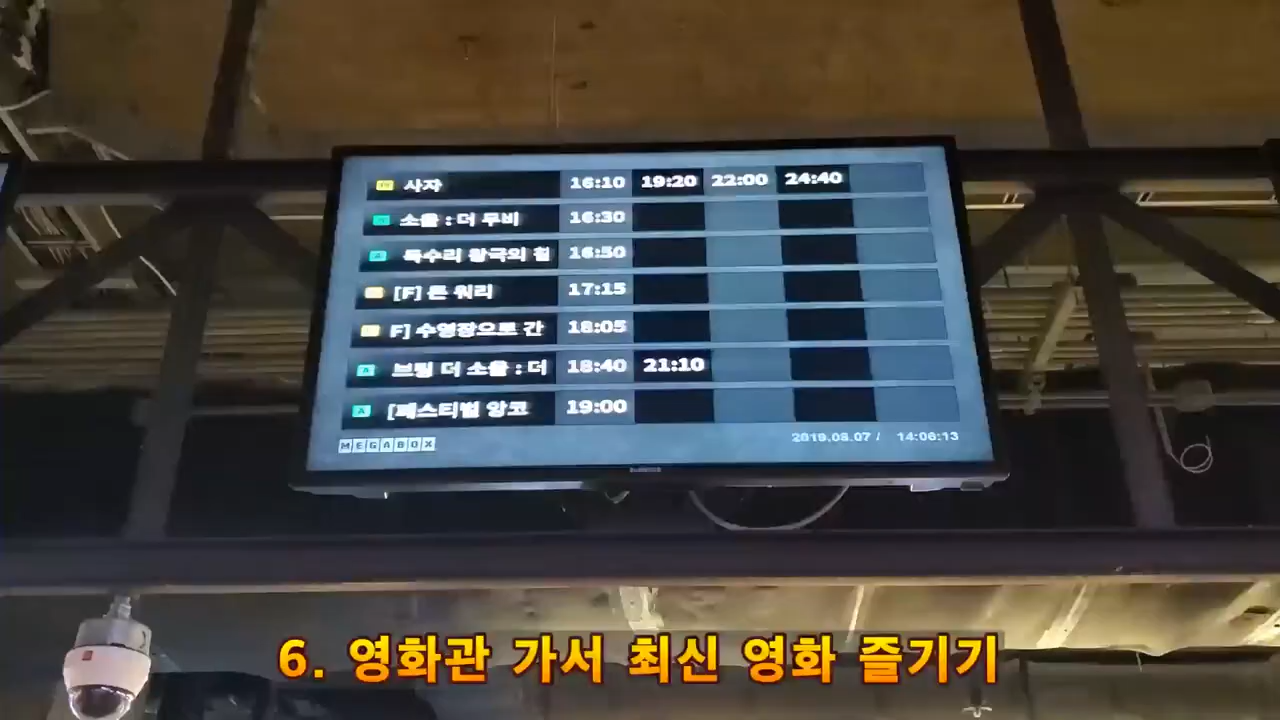 사자 16:10 19:20 22:00 24:40
소울 : 더 무비 16:30
독수리 왕국의 힐 16:50
[F] 돈 워리 17:15
F] 수영장으로 간 18:05
브링 더 소울 : 더 18:40 21:10
[페스티벌 앙코 19:00
MEGABOX 2019.08.07 / 14:06:13
6. 영화관 가서 최신 영화 즐기기